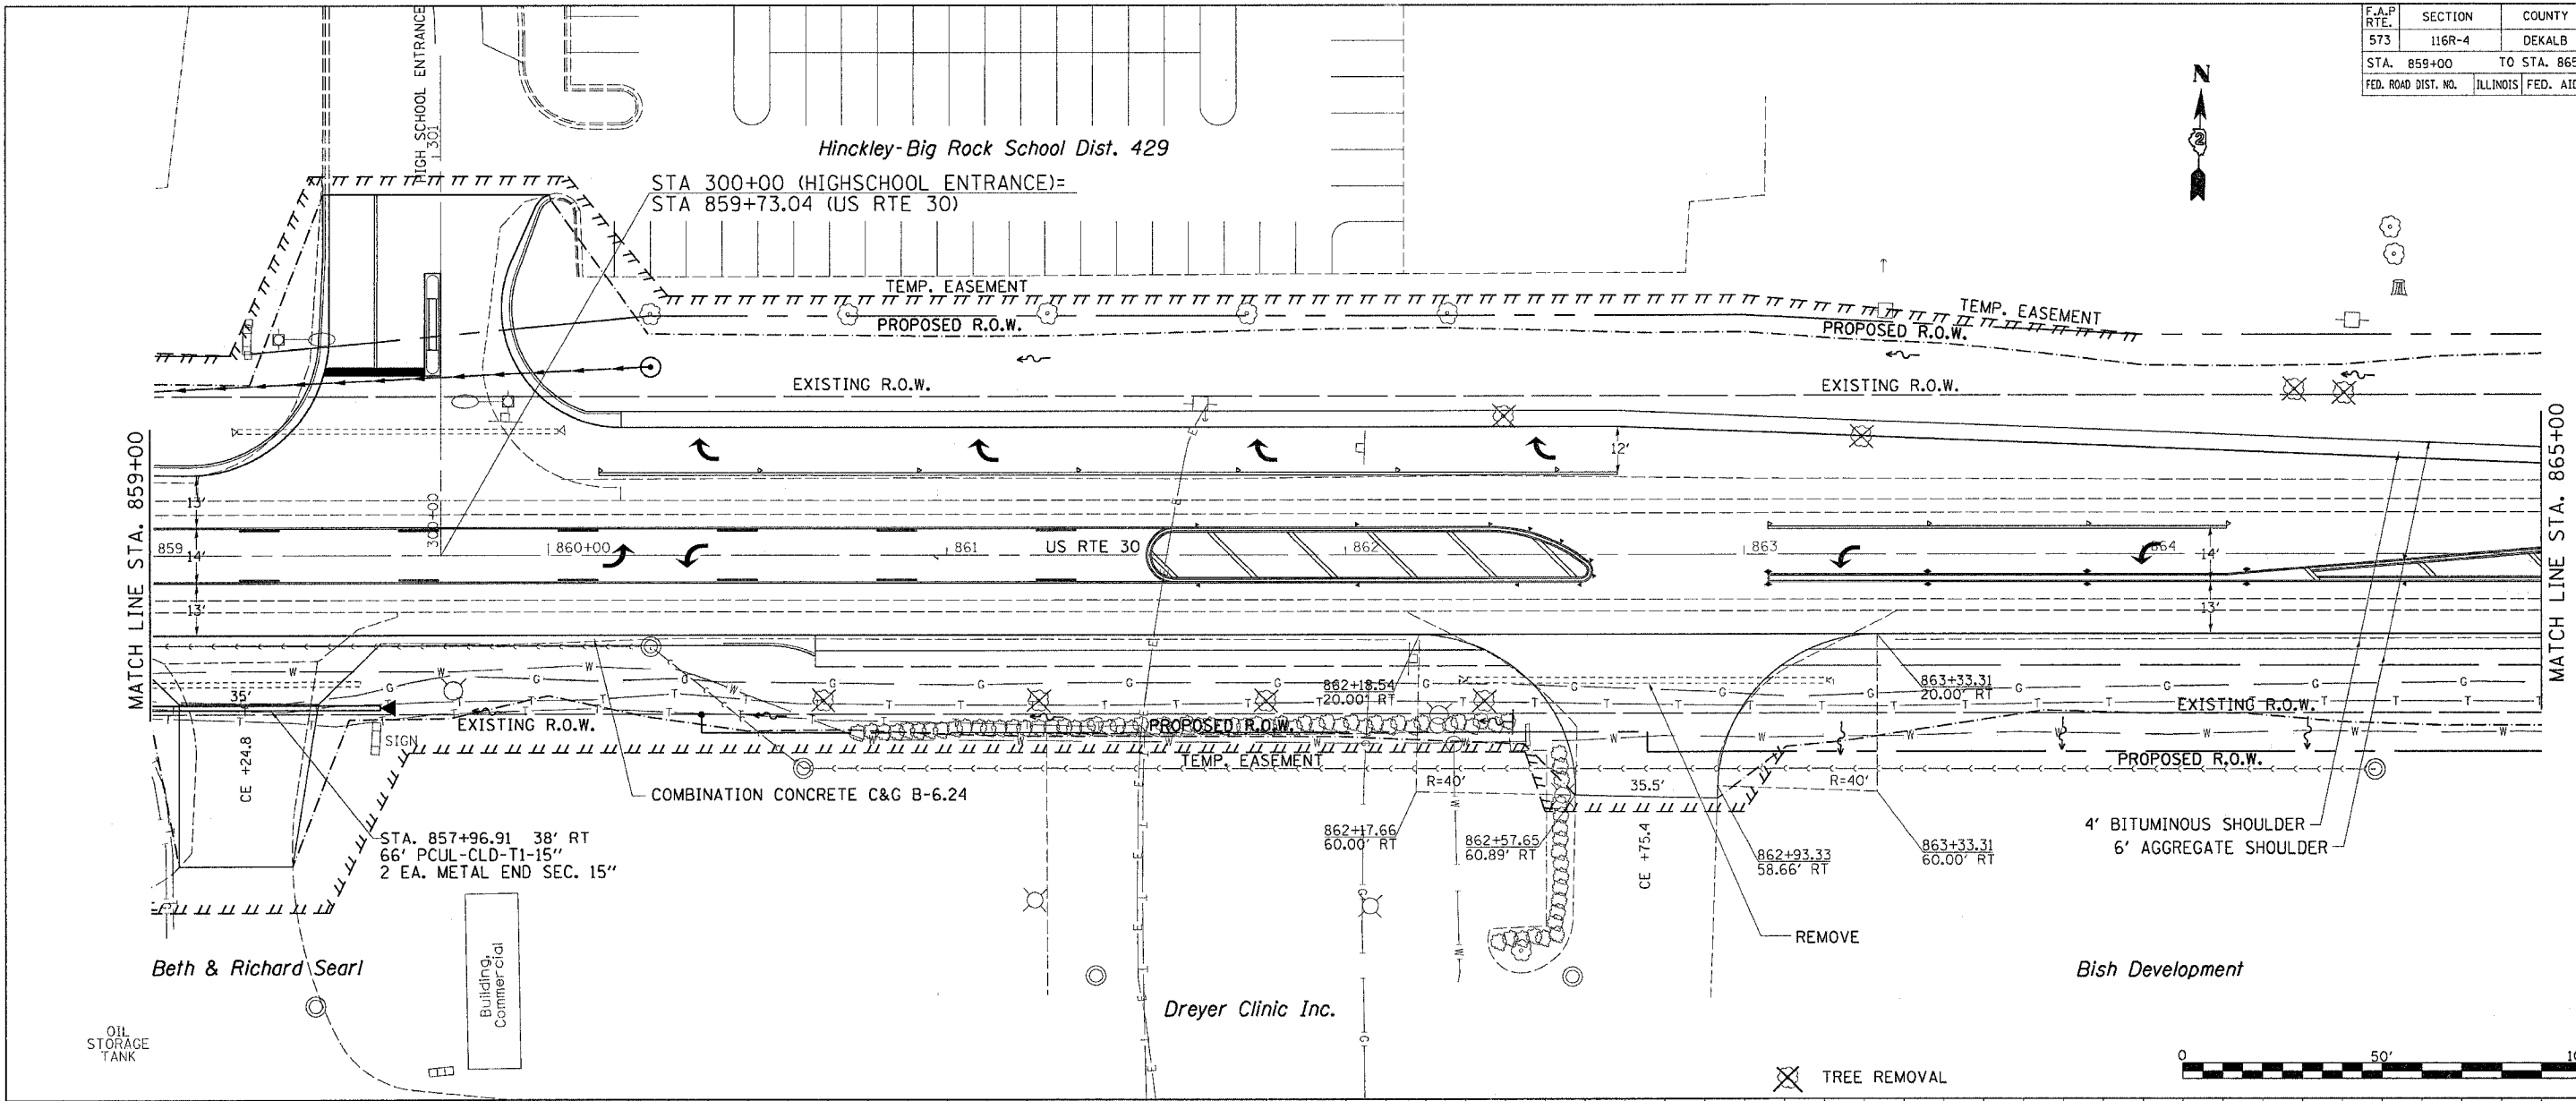 F.A.P RTE. SECTION COUNTY
573 116R-4 DEKALB
STA. 859+00 TO STA. 865
FED. ROAD DIST. NO. ILLINOIS FED. AID
N
2
HIGH SCHOOL ENTRANCE
301
Hinckley-Big Rock School Dist. 429
STA 300+00 (HIGHSCHOOL ENTRANCE)=
STA 859+73.04 (US RTE 30)
TEMP. EASEMENT
PROPOSED R.O.W.
TEMP. EASEMENT
PROPOSED R.O.W.
EXISTING R.O.W.
EXISTING R.O.W.
MATCH LINE STA. 859+00
MATCH LINE STA. 865+00
12'
13'
300+00
859
14'
860+00
861
US RTE 30
862
863
864
14'
13'
13'
35'
862+18.54
20.00' RT
863+33.31
20.00' RT
EXISTING R.O.W.
EXISTING R.O.W.
PROPOSED R.O.W.
SIGN
TEMP. EASEMENT
PROPOSED R.O.W.
CE +24.8
R=40'
35.5'
R=40'
COMBINATION CONCRETE C&G B-6.24
STA. 857+96.91 38' RT
66' PCUL-CLD-T1-15"
2 EA. METAL END SEC. 15"
862+17.66
60.00' RT
862+57.65
60.89' RT
CE +75.4
862+93.33
58.66' RT
863+33.31
60.00' RT
4' BITUMINOUS SHOULDER
6' AGGREGATE SHOULDER
REMOVE
Beth & Richard Searl
Building,
Commercial
Dreyer Clinic Inc.
Bish Development
OIL
STORAGE
TANK
TREE REMOVAL
0 50' 10